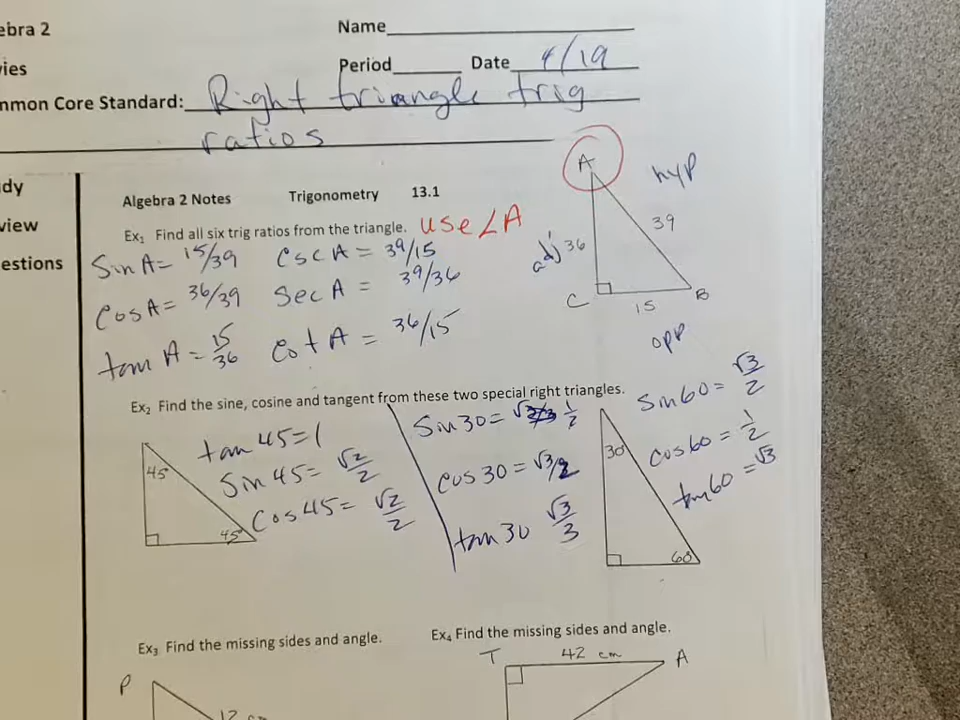 ebra 2
Name
ies
Period Date 4/19
mmon Core Standard: Right triangle trig
ratios
dy
view
estions
Algebra 2 Notes Trigonometry 13.1
Ex1 Find all six trig ratios from the triangle. use ∠A
Sin A = 15/39 CSC A = 39/15
Cos A = 36/39 Sec A = 39/36
tan A = 15/36 Cot A = 36/15
A
hyp
39
adj 36
C
15
B
opp
Ex2 Find the sine, cosine and tangent from these two special right triangles.
45
45
tan 45 = 1
Sin 45 = √2/2
Cos 45 = √2/2
Sin 30 = 1/2
cos 30 = √3/2
tan 30 √3/3
30
60
Sin 60 = √3/2
cos 60 = 1/2
tan 60 = √3
Ex3 Find the missing sides and angle.
P
12 cm
Ex4 Find the missing sides and angle.
T 42 cm A